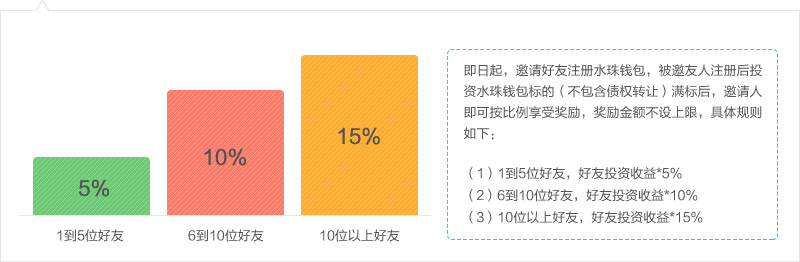 5%
10%
15%
1到5位好友
6到10位好友
10位以上好友
即日起，邀请好友注册水珠钱包，被邀友人注册后投
资水珠钱包标的（不包含债权转让）满标后，邀请人
即可按比例享受奖励，奖励金额不设上限，具体规则
如下：
（1）1到5位好友，好友投资收益*5%
（2）6到10位好友，好友投资收益*10%
（3）10位以上好友，好友投资收益*15%